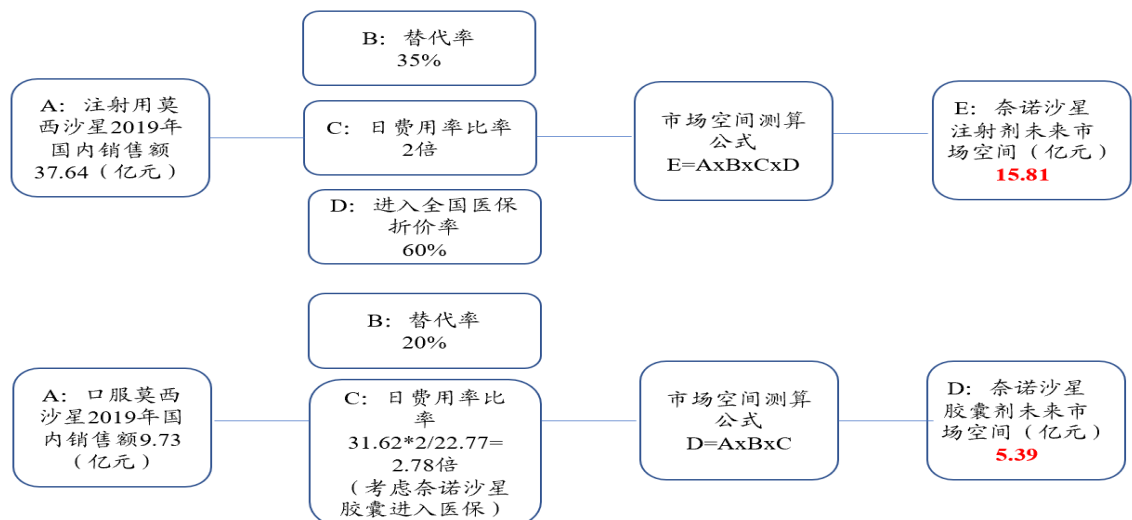 B: 替代率
35%
A: 注射用莫
西沙星2019年
国内销售额
37.64（亿元）
C: 日费用率比率
2倍
D: 进入全国医保
折价率
60%
市场空间测算
公式
E=AxBxCxD
E: 奈诺沙星
注射剂未来市
场空间（亿元）
15.81
B: 替代率
20%
A: 口服莫西
沙星2019年国
内销售额9.73
（亿元）
C: 日费用率比
率
31.62*2/22.77=
2.78倍
（考虑奈诺沙星
胶囊进入医保）
市场空间测算
公式
D=AxBxC
D: 奈诺沙星
胶囊剂未来市
场空间（亿元）
5.39